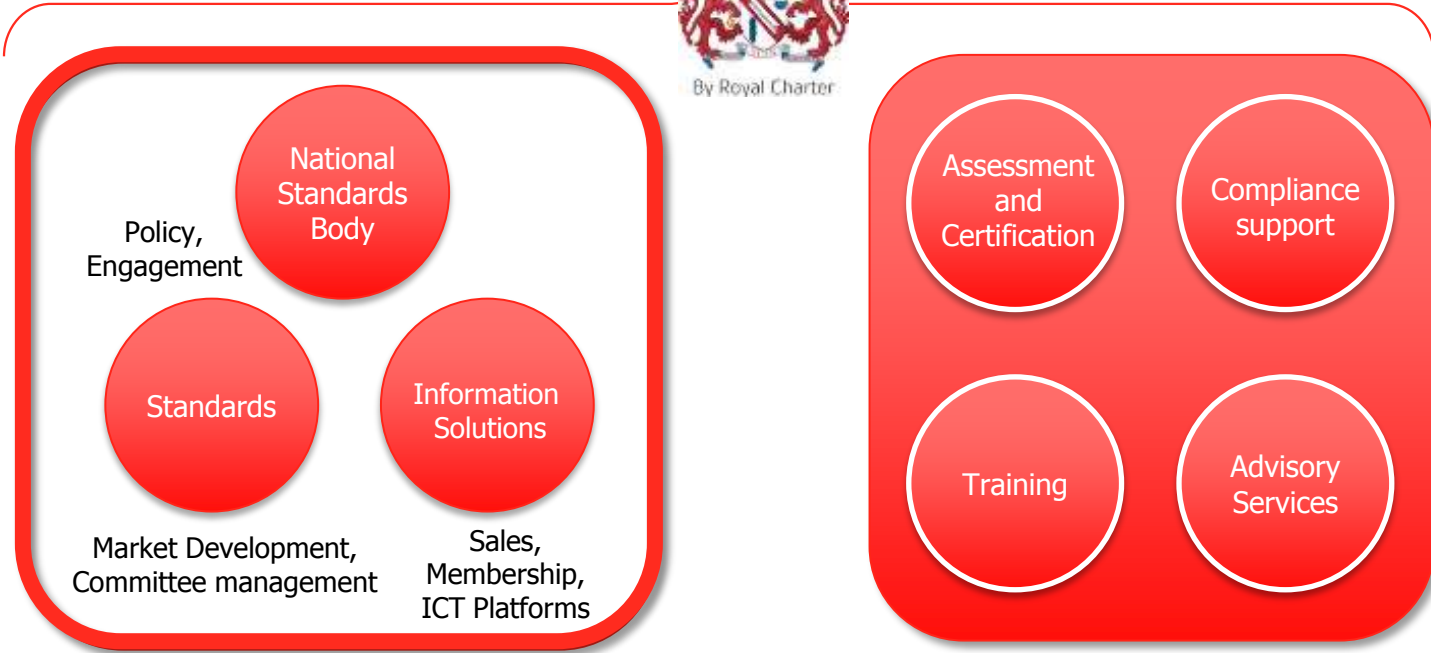 By Royal Charter
National
Standards
Body
Policy,
Engagement
Standards
Information
Solutions
Market Development,
Committee management
Sales,
Membership,
ICT Platforms
Assessment
and
Certification
Compliance
support
Training
Advisory
Services